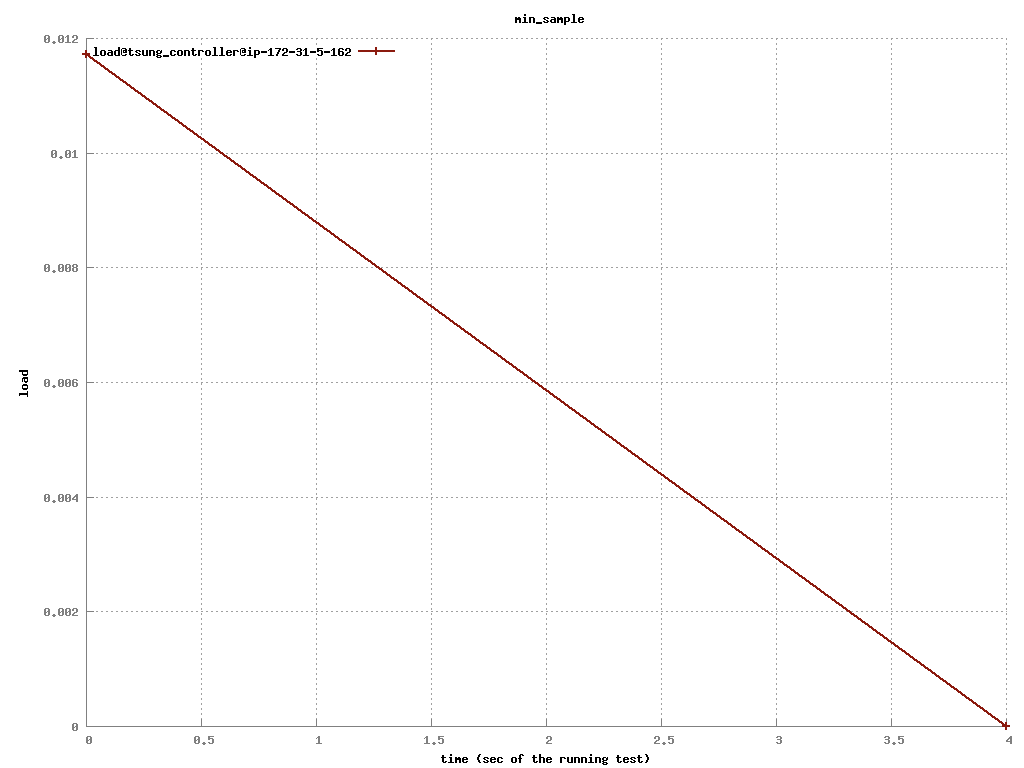 min_sample
0.012
load@tsung_controller@ip-172-31-5-162
0.01
0.008
load
0.006
0.004
0.002
0
0 0.5 1 1.5 2 2.5 3 3.5 4
time (sec of the running test)